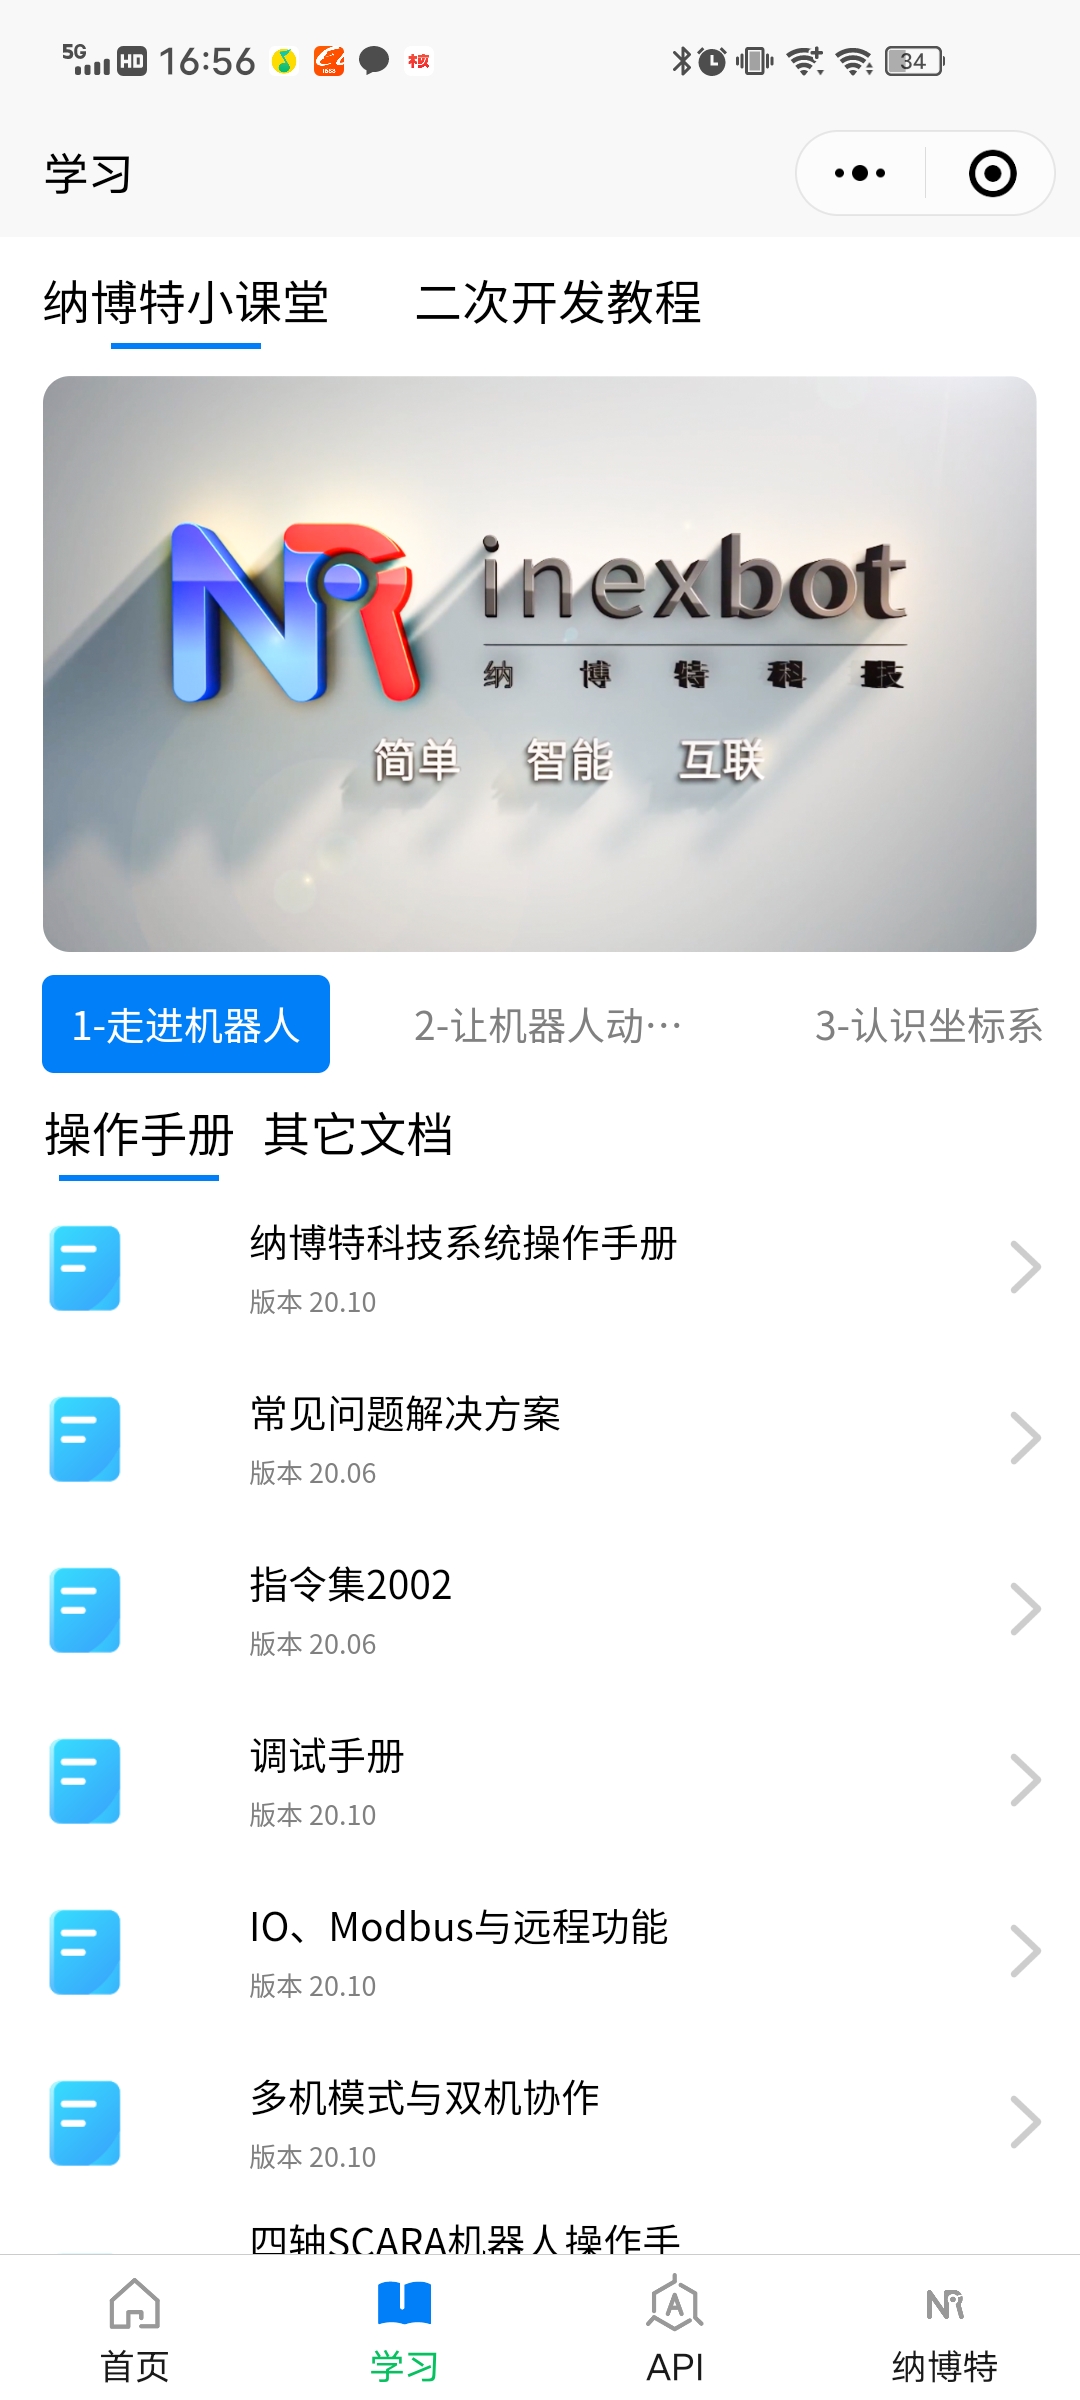 5G HD 16:56 1688 核 34
学习
纳博特小课堂 二次开发教程
NR inexbot
纳博特科技
简单 智能 互联
1-走进机器人 2-让机器人动… 3-认识坐标系
操作手册 其它文档
纳博特科技系统操作手册
版本 20.10
常见问题解决方案
版本 20.06
指令集2002
版本 20.06
调试手册
版本 20.10
IO、Modbus与远程功能
版本 20.10
多机模式与双机协作
版本 20.10
四轴SCARA机器人操作手
首页 学习 API 纳博特